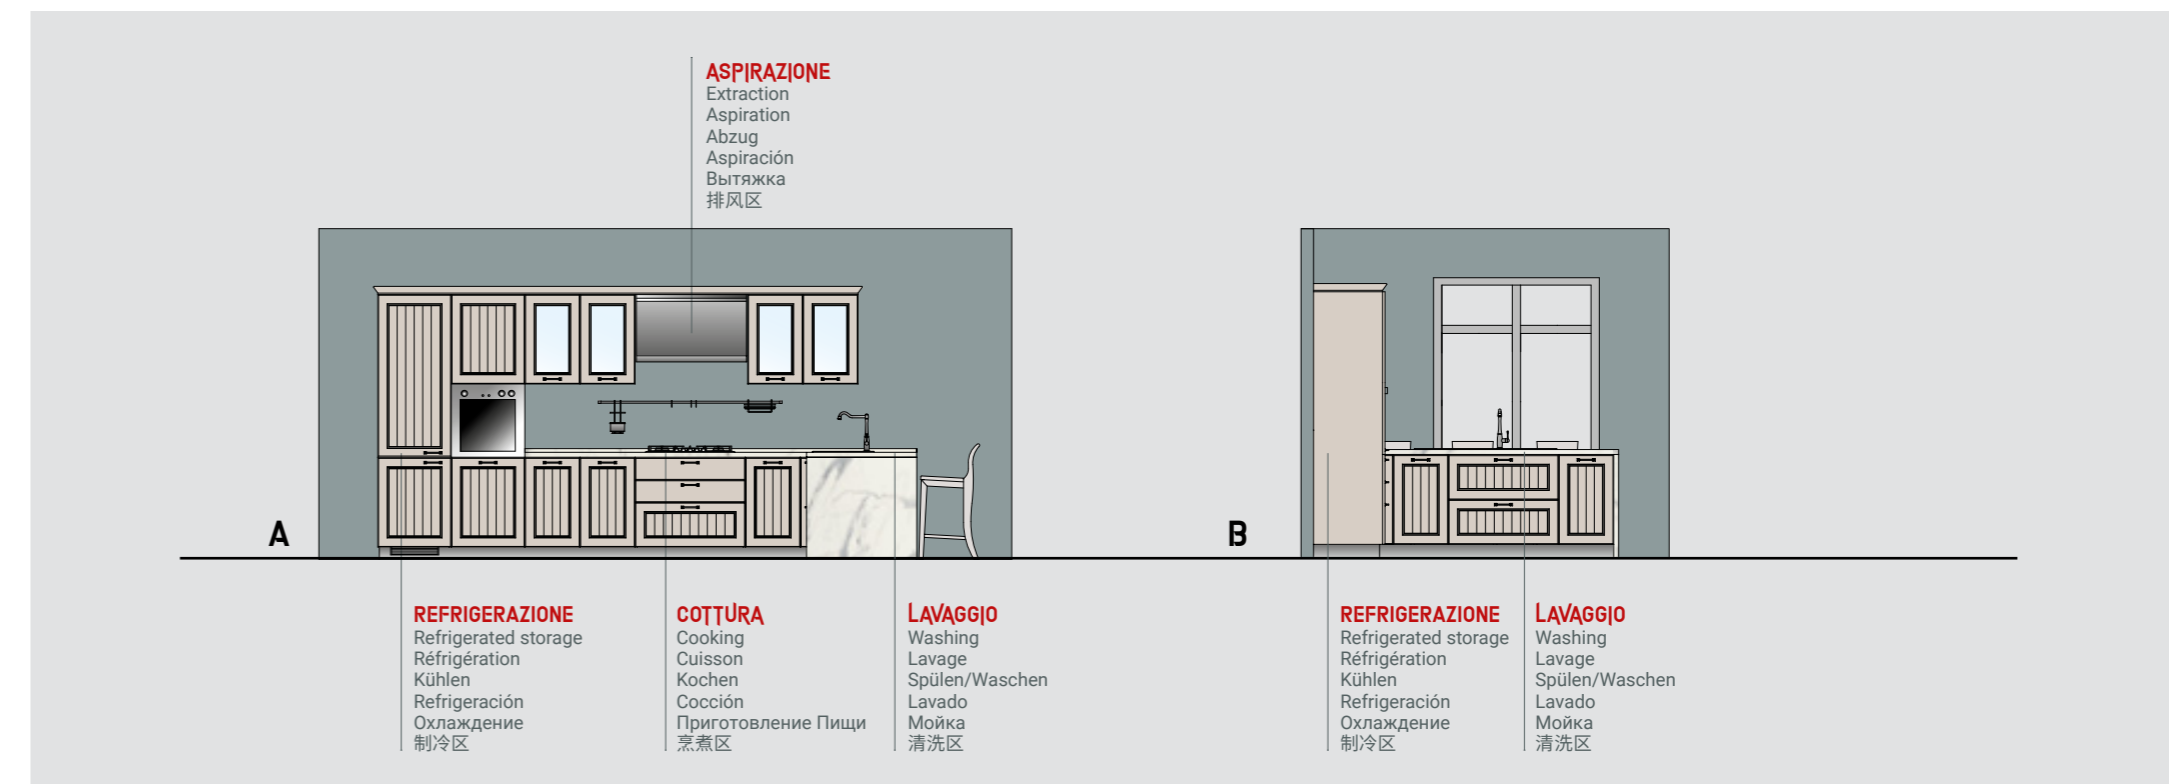 ASPIRAZIONE
Extraction
Aspiration
Abzug
Aspiración
Вытяжка
排风区
A
B
REFRIGERAZIONE
Refrigerated storage
Réfrigération
Kühlen
Refrigeración
Охлаждение
制冷区
COTTURA
Cooking
Cuisson
Kochen
Cocción
Приготовление Пищи
烹煮区
LAVAGGIO
Washing
Lavage
Spülen/Waschen
Lavado
Мойка
清洗区
REFRIGERAZIONE
Refrigerated storage
Réfrigération
Kühlen
Refrigeración
Охлаждение
制冷区
LAVAGGIO
Washing
Lavage
Spülen/Waschen
Lavado
Мойка
清洗区